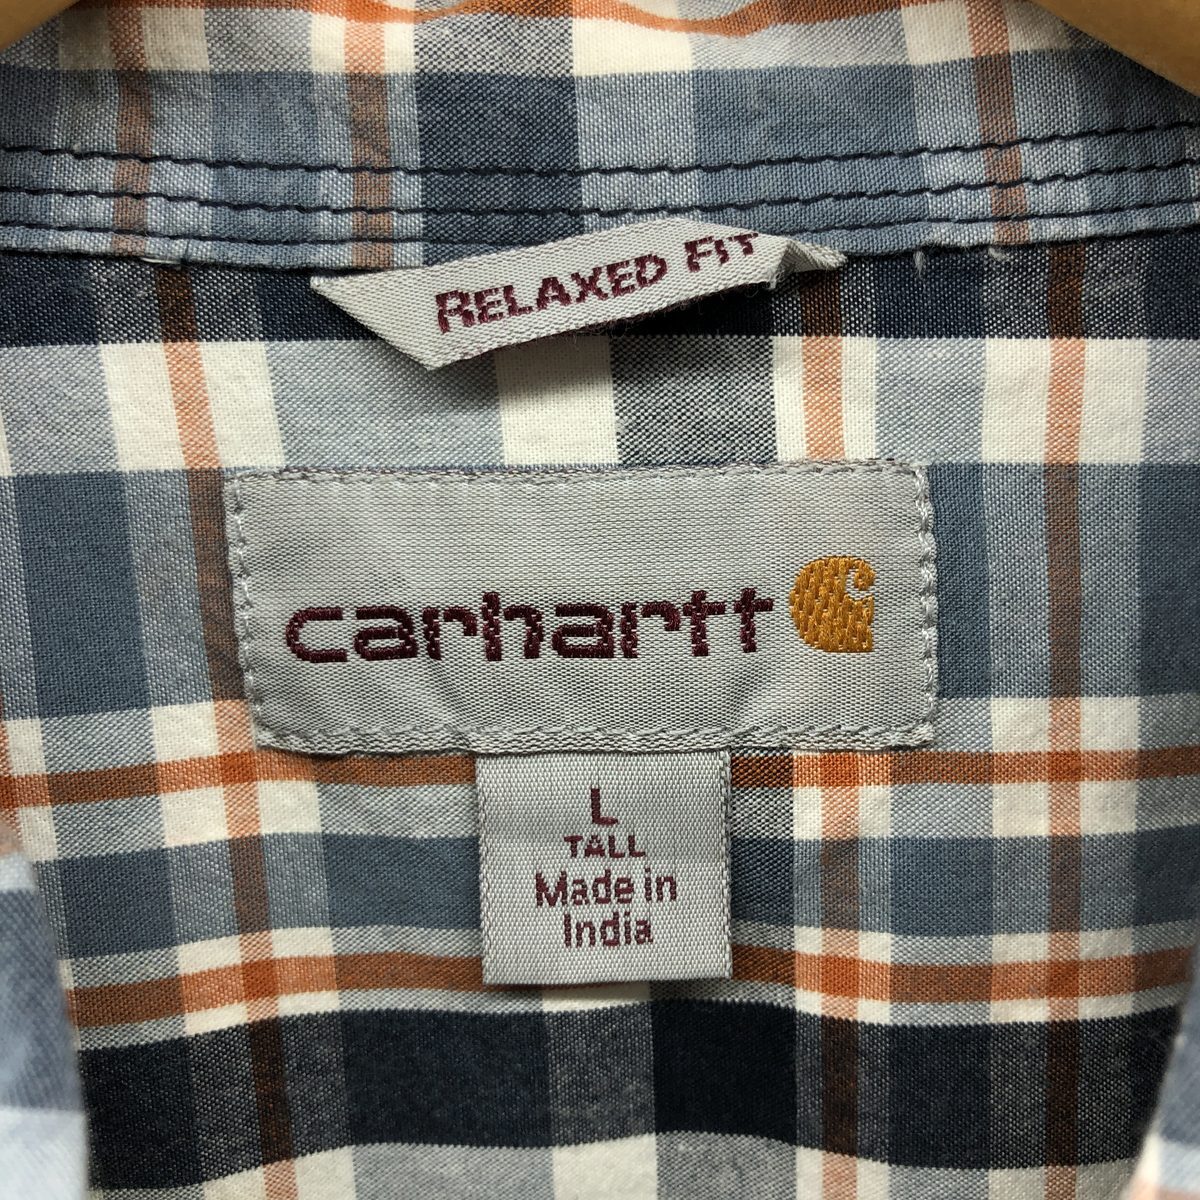 RELAXED FIT
carhartt
L
TALL
Made in
India